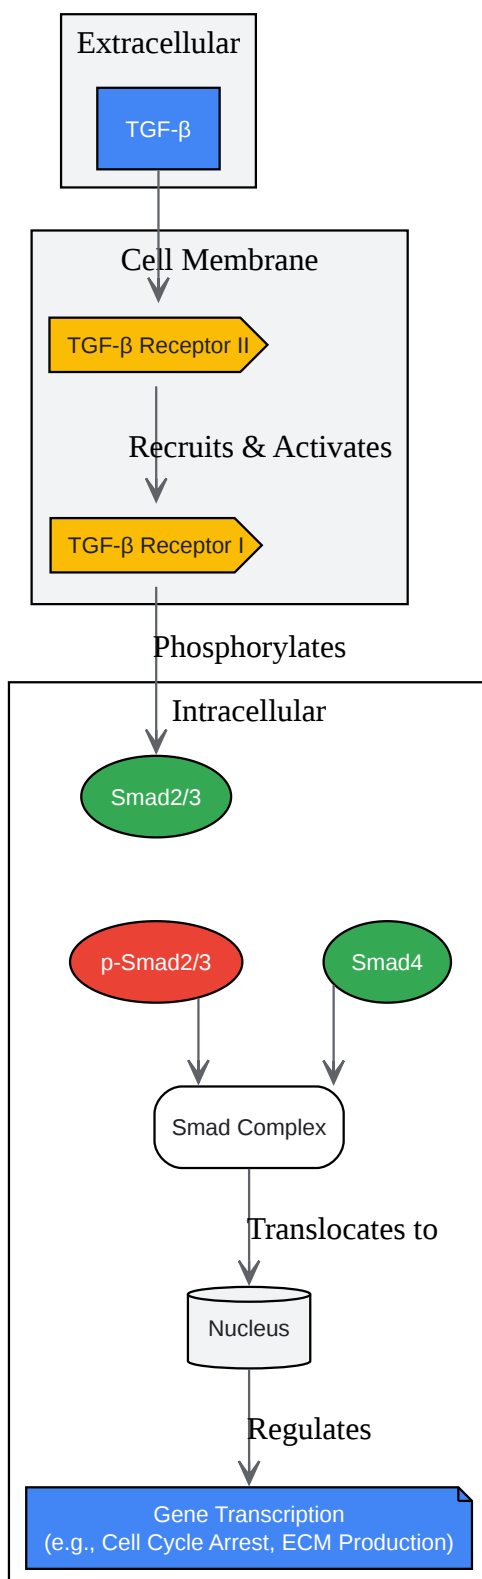 Extracellular
TGF-β
Cell Membrane
TGF-β Receptor II
Recruits & Activates
TGF-β Receptor I
Phosphorylates
Intracellular
Smad2/3
p-Smad2/3
Smad4
Smad Complex
Translocates to
Nucleus
Regulates
Gene Transcription
(e.g., Cell Cycle Arrest, ECM Production)